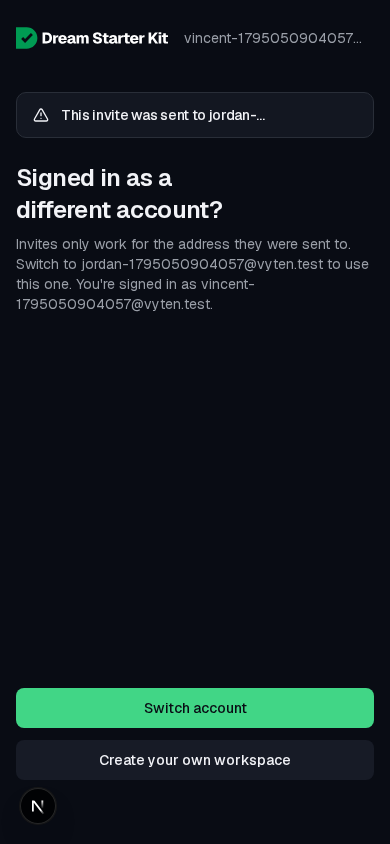 Dream Starter Kit
vincent-1795050904057...
This invite was sent to jordan-...
Signed in as a
different account?
Invites only work for the address they were sent to.
Switch to jordan-1795050904057@vyten.test to use
this one. You're signed in as vincent-
1795050904057@vyten.test.
Switch account
Create your own workspace
N